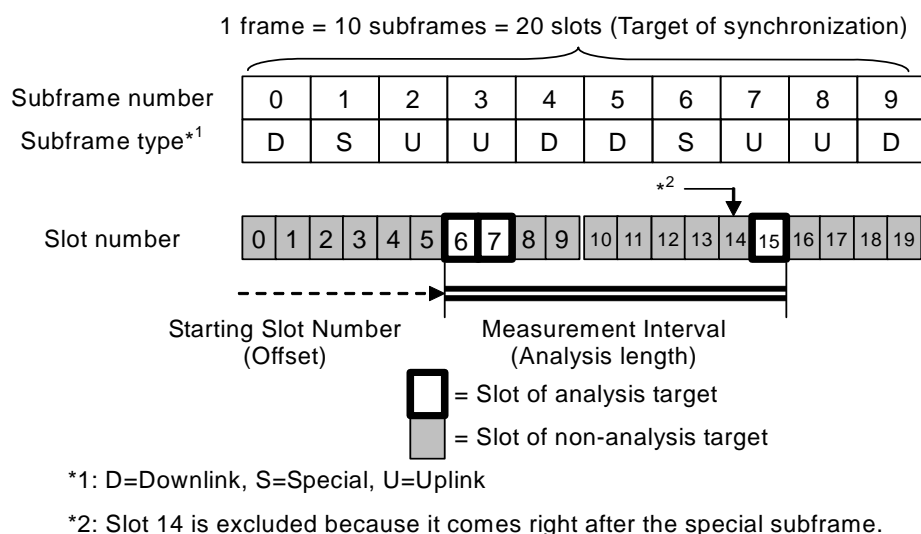 1 frame = 10 subframes = 20 slots (Target of synchronization)
Subframe number 0 1 2 3 4 5 6 7 8 9
Subframe type*1 D S U U D D S U U D
*2
Slot number 0 1 2 3 4 5 6 7 8 9 10 11 12 13 14 15 16 17 18 19
Starting Slot Number Measurement Interval
(Offset) (Analysis length)
= Slot of analysis target
= Slot of non-analysis target
*1: D=Downlink, S=Special, U=Uplink
*2: Slot 14 is excluded because it comes right after the special subframe.